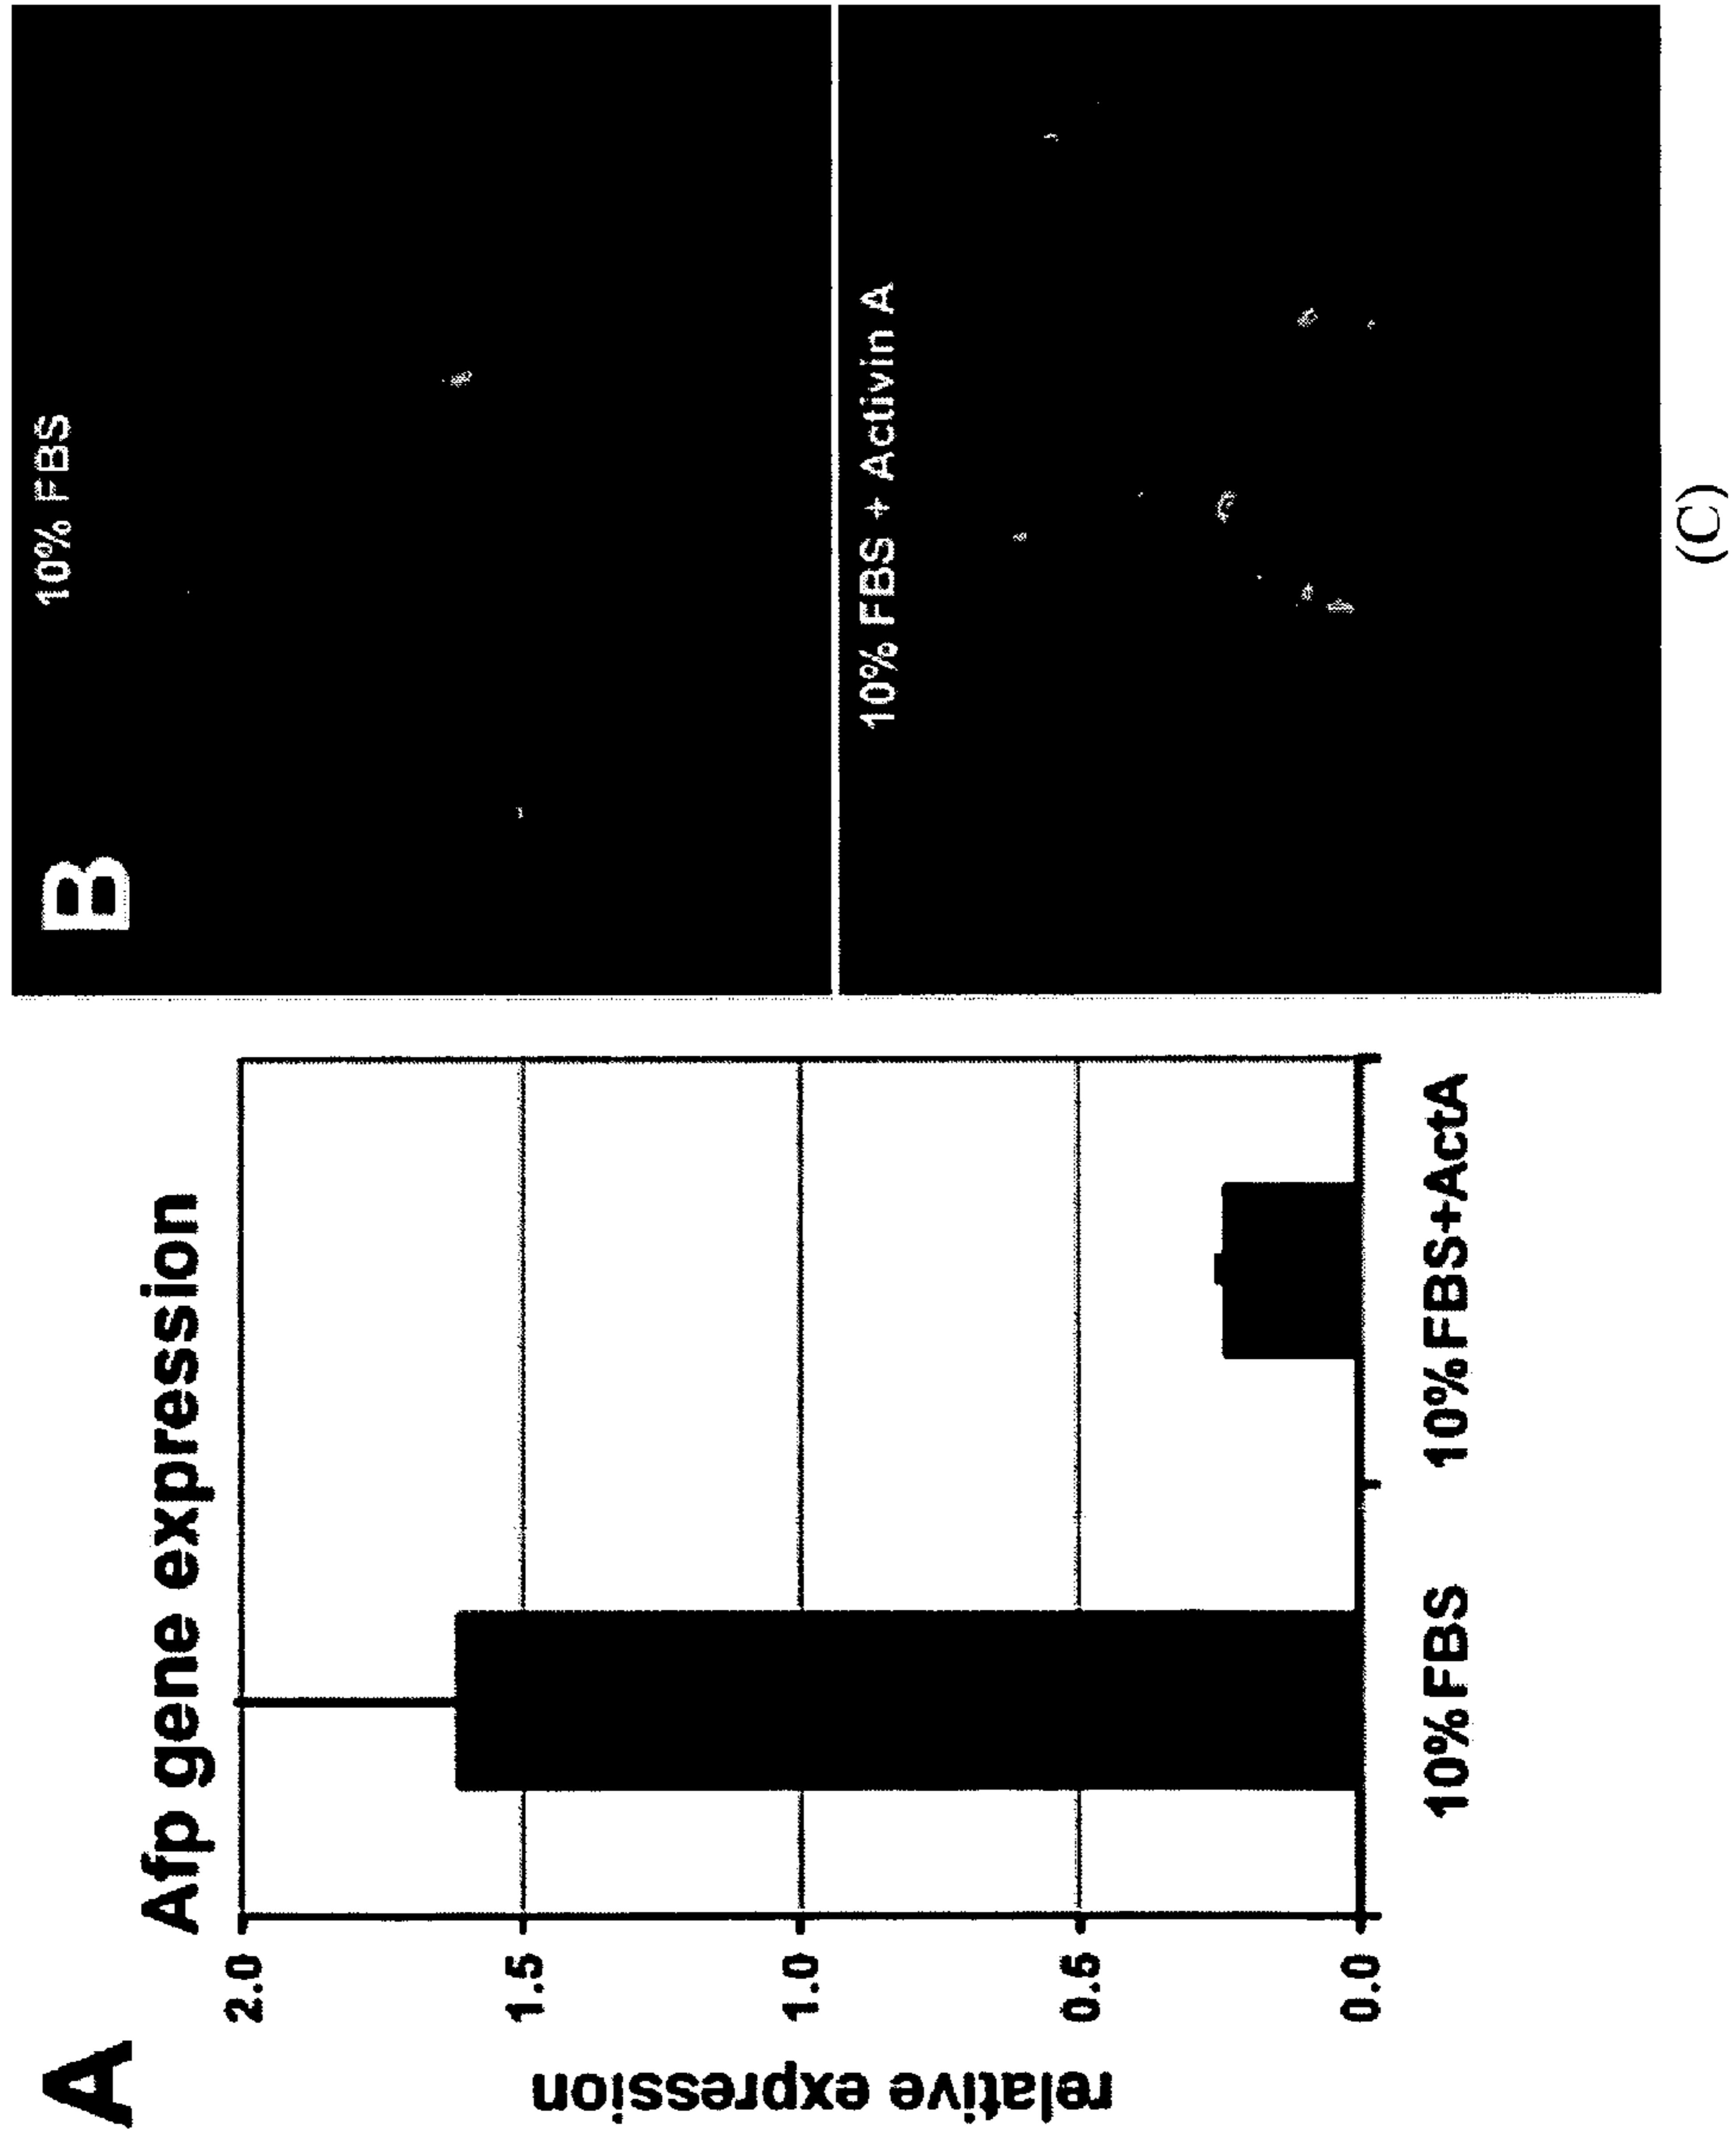 A
Afp gene expression
relative expression
2.0
1.5
1.0
0.5
0.0
10%FBS
10%FBS+ActA
B
10% FBS
10% FBS + Activin A
(C)